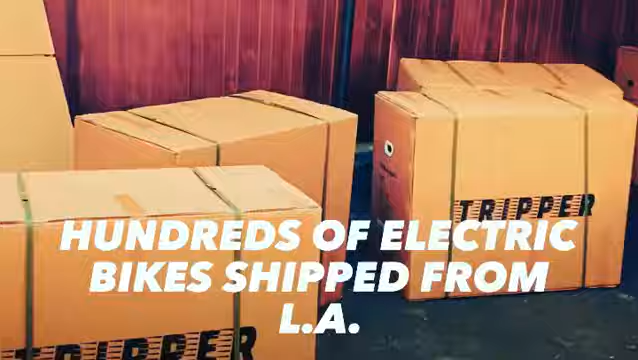 TRIPPER
HUNDREDS OF ELECTRIC
BIKES SHIPPED FROM
L.A.
TRIPPER